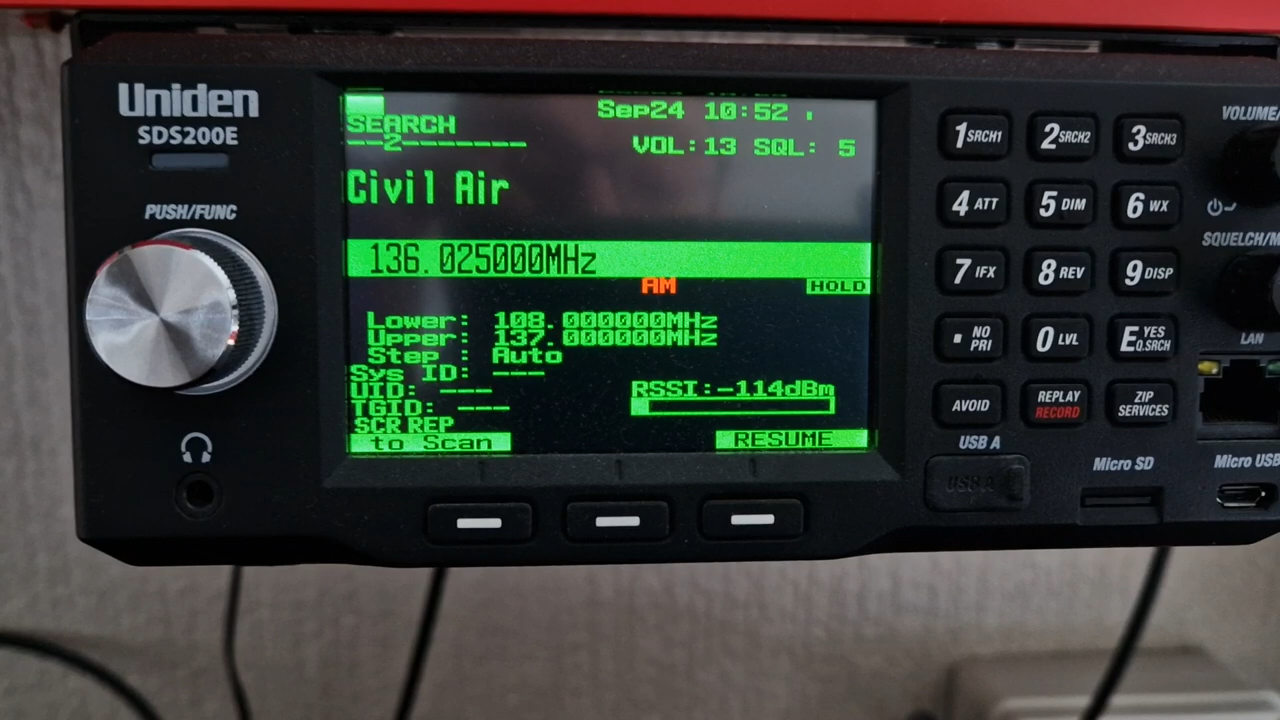 Uniden
SDS200E
PUSH/FUNC
Sep24 10:52
SEARCH
--2-------
VOL:13 SQL: 5
Civil Air
136.025000MHz
AM
HOLD
Lower: 108.000000MHz
Upper: 137.000000MHz
Step : Auto
Sys ID: ---
UID: ---
RSSI:-114dBm
TGID: ---
SCR REP
to Scan
RESUME
1 SRCH1
2 SRCH2
3 SRCH3
4 ATT
5 DIM
6 WX
7 IFX
8 REV
9 DISP
. NO PRI
0 LVL
E YES Q.SRCH
AVOID
REPLAY
RECORD
ZIP
SERVICES
USB A
USB A
Micro SD
Micro USB
VOLUME/
SQUELCH/M
LAN